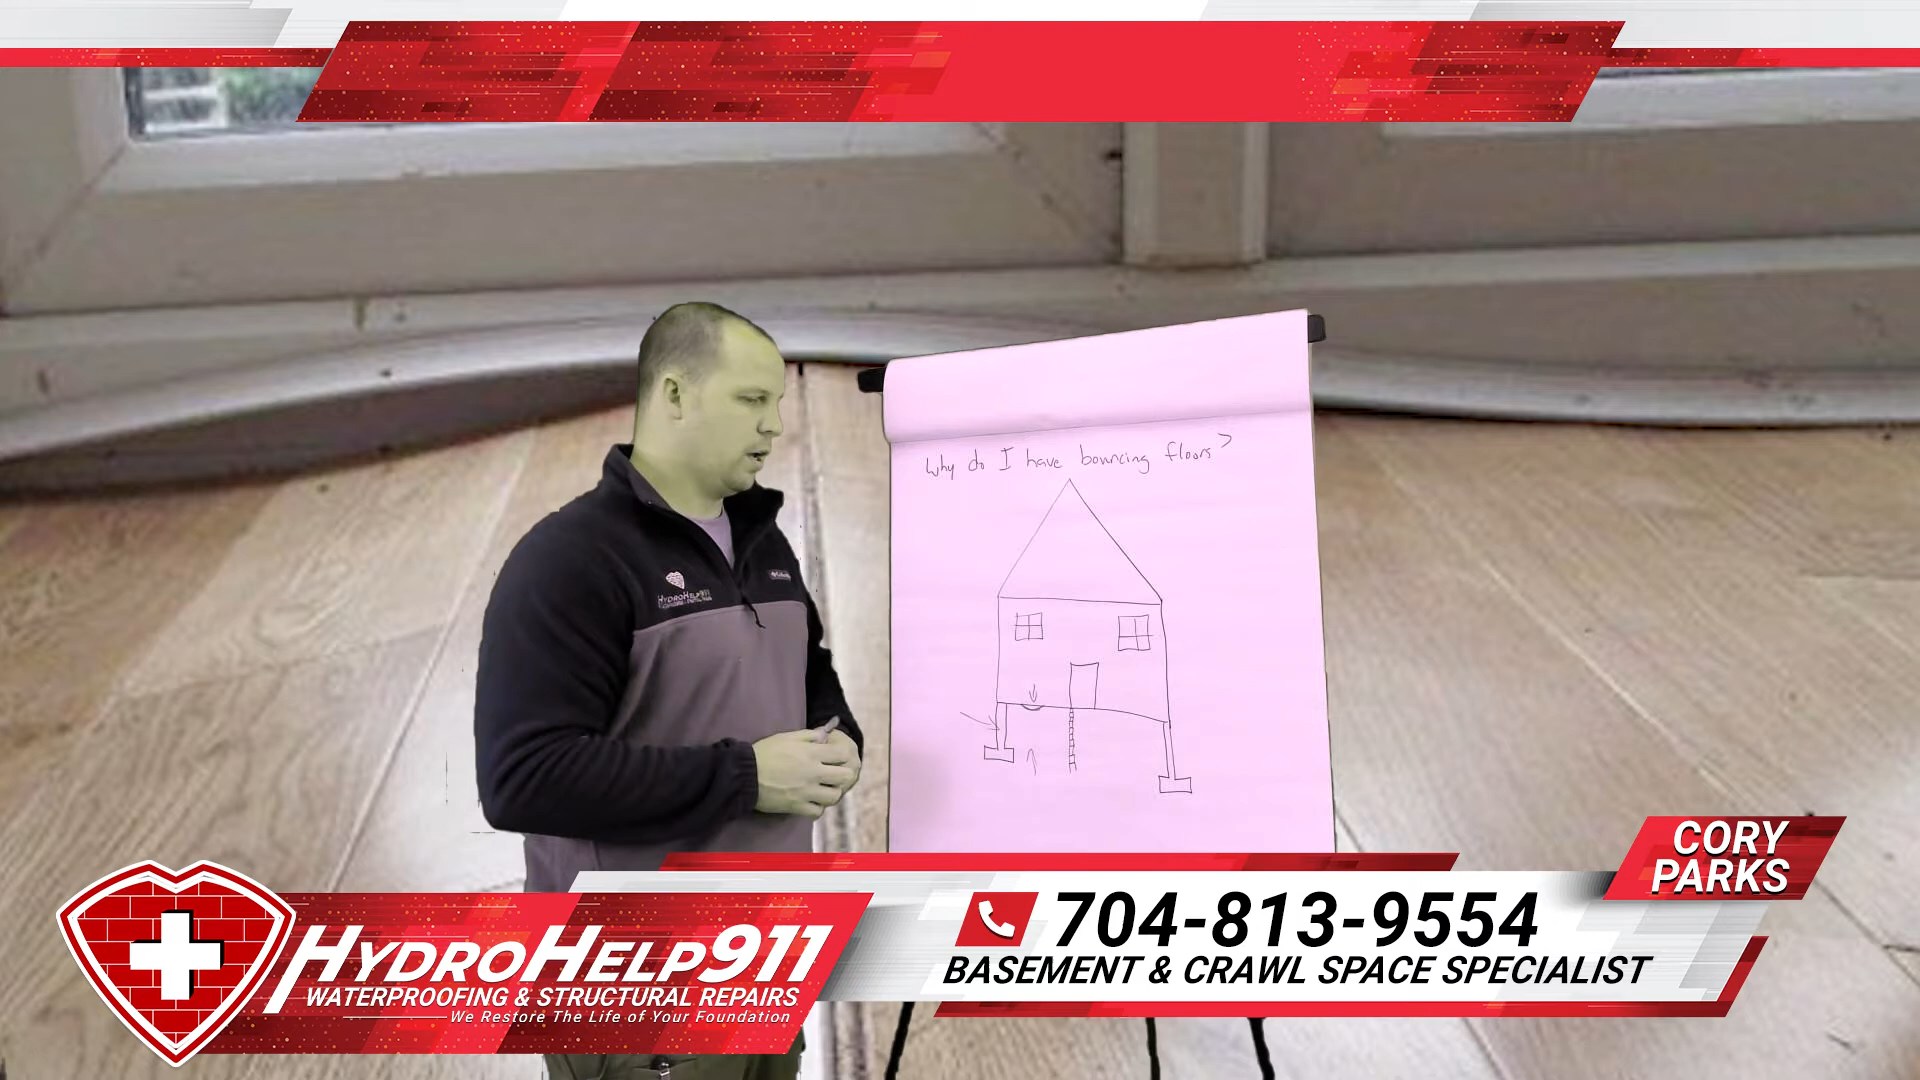 Why do I have bouncing floors?
HYDROHELP911
CORY
PARKS
704-813-9554
BASEMENT & CRAWL SPACE SPECIALIST
HYDROHELP911
WATERPROOFING & STRUCTURAL REPAIRS
We Restore The Life of Your Foundation